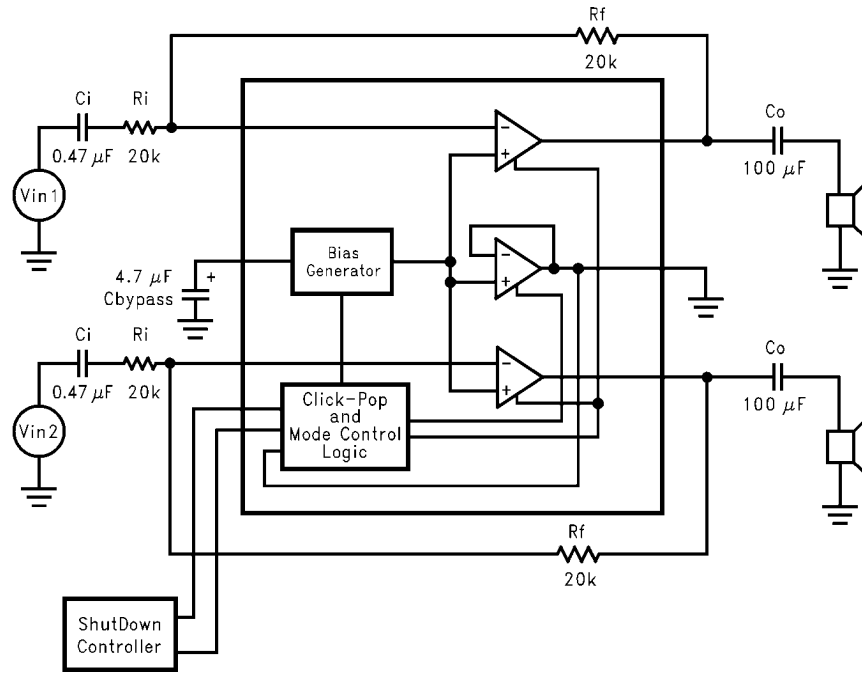 Rf
20k
Ci
Ri
0.47 µF
20k
Vin1
-
+
Co
100 µF
Bias
Generator
-
+
4.7 µF
+
Cbypass
Ci
Ri
0.47 µF
20k
Vin2
-
+
Co
100 µF
Click-Pop
and
Mode Control
Logic
Rf
20k
ShutDown
Controller